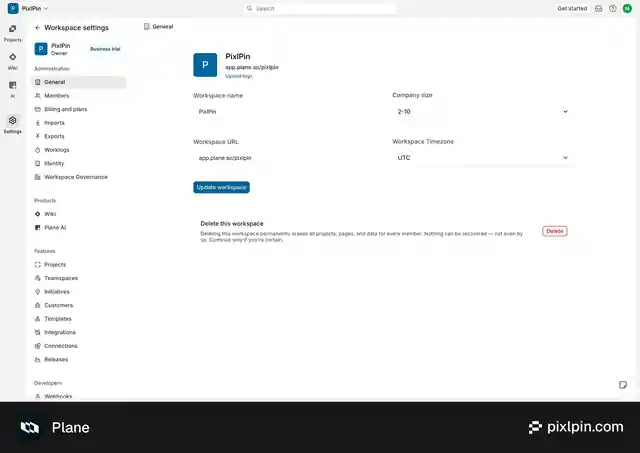 P PixlPin
Search
Get started
M
Projects
Wiki
AI
Settings
Workspace settings
P PixlPin
Owner
Business trial
Administration
General
Members
Billing and plans
Imports
Exports
Worklogs
Identity
Workspace Governance
Products
Wiki
Plane AI
Features
Projects
Teamspaces
Initiatives
Customers
Templates
Integrations
Connections
Releases
Developers
Webhooks
General
P
PixlPin
app.plane.so/pixlpin
Upload logo
Workspace name
PixlPin
Company size
2-10
Workspace URL
app.plane.so/pixlpin
Workspace Timezone
UTC
Update workspace
Delete this workspace
Deleting this workspace permanently erases all projects, pages, and data for every member. Nothing can be recovered — not even by us. Continue only if you're certain.
Delete
Plane
pixlpin.com